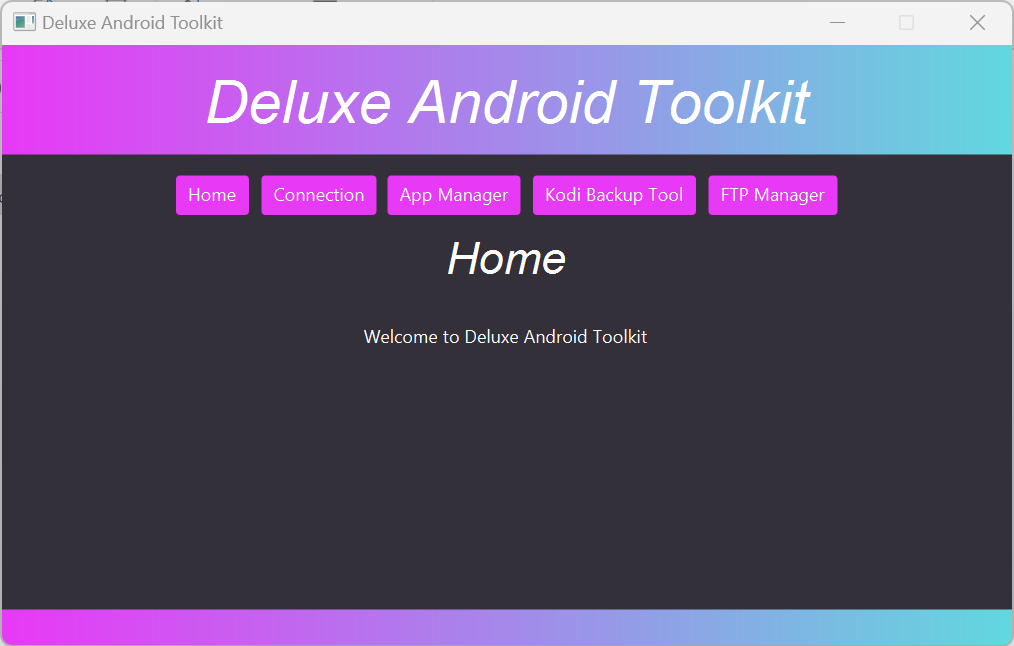 Deluxe Android Toolkit
Deluxe Android Toolkit
Home Connection App Manager Kodi Backup Tool FTP Manager
Home
Welcome to Deluxe Android Toolkit